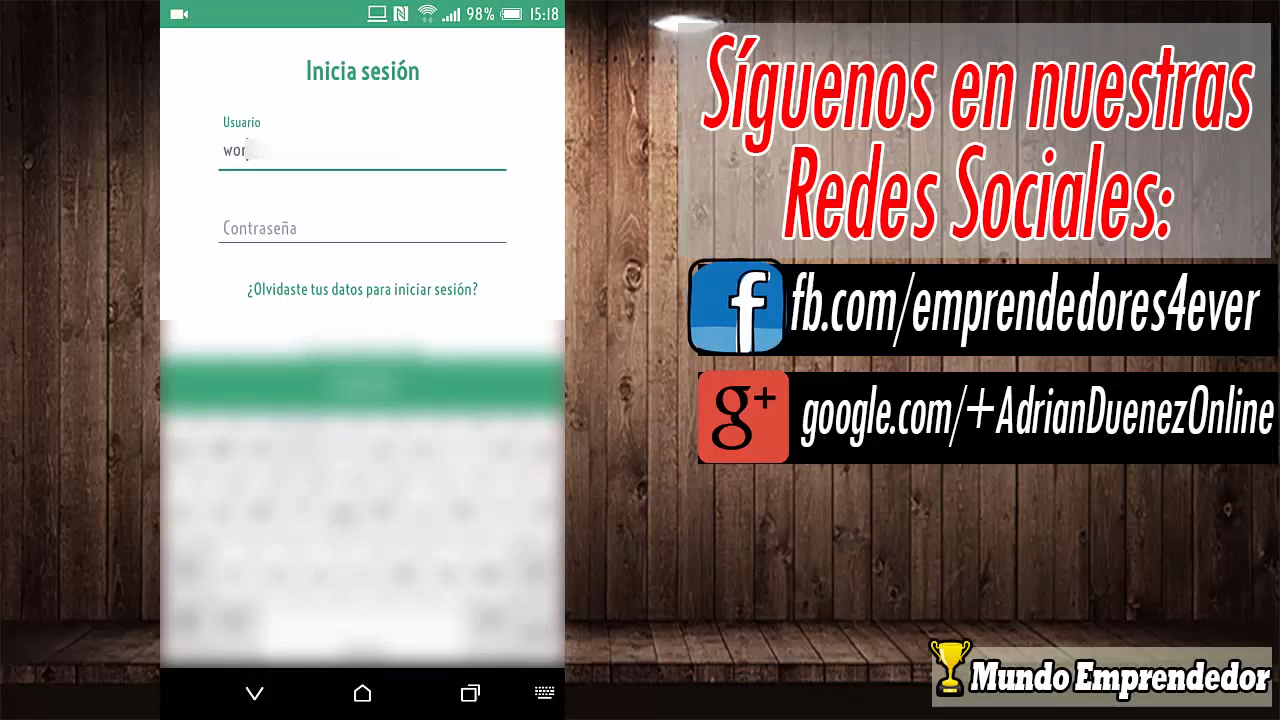 98% 15:18
Inicia sesión
Usuario
Contraseña
¿Olvidaste tus datos para iniciar sesión?
Síguenos en nuestras
Redes Sociales:
f fb.com/emprendedores4ever
g+ google.com/+AdrianDuenezOnline
Mundo Emprendedor